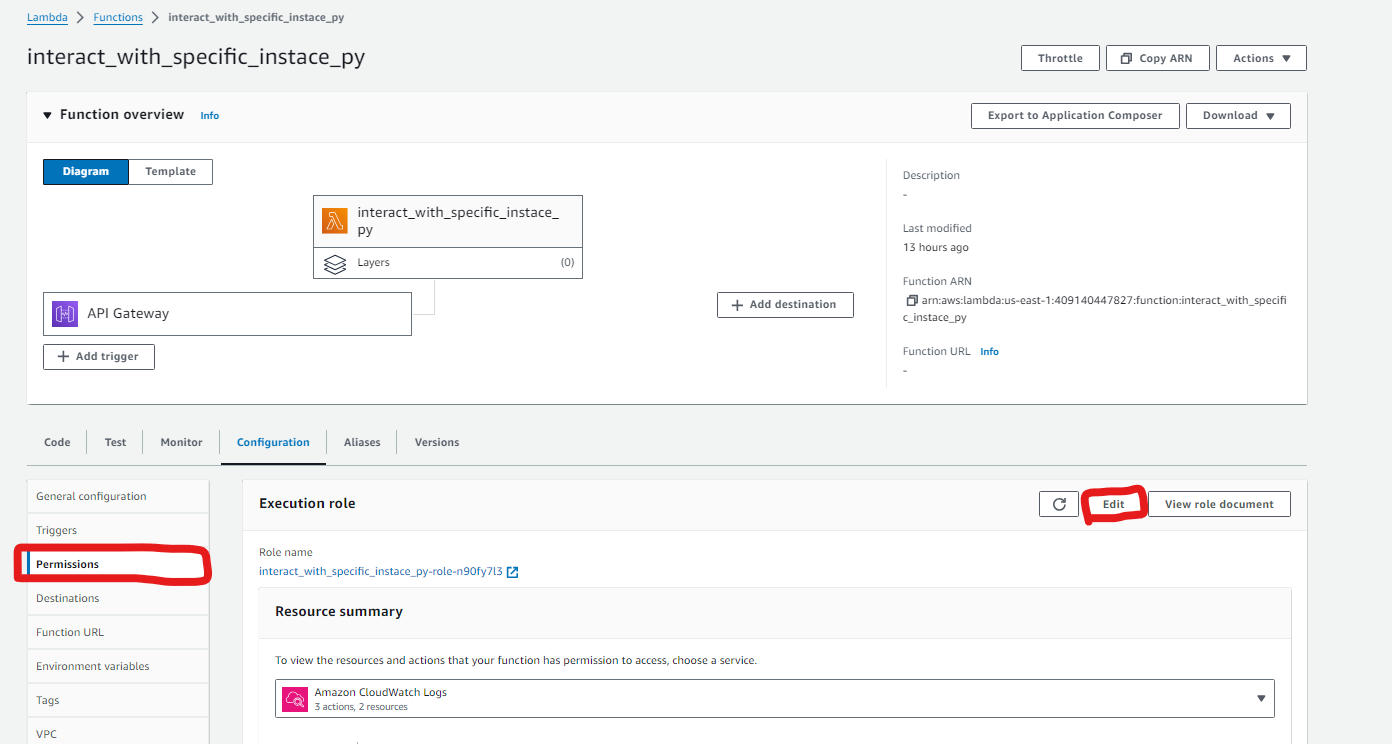 Lambda > Functions > interact_with_specific_instace_py
interact_with_specific_instace_py
Throttle
Copy ARN
Actions
Function overview Info
Export to Application Composer
Download
Diagram
Template
interact_with_specific_instace_
py
Layers (0)
API Gateway
Add trigger
Add destination
Description
-
Last modified
13 hours ago
Function ARN
arn:aws:lambda:us-east-1:409140447827:function:interact_with_specifi
c_instace_py
Function URL Info
-
Code
Test
Monitor
Configuration
Aliases
Versions
General configuration
Triggers
Permissions
Destinations
Function URL
Environment variables
Tags
VPC
Execution role
Edit
View role document
Role name
interact_with_specific_instace_py-role-n90fy7l3
Resource summary
To view the resources and actions that your function has permission to access, choose a service.
Amazon CloudWatch Logs
3 actions, 2 resources